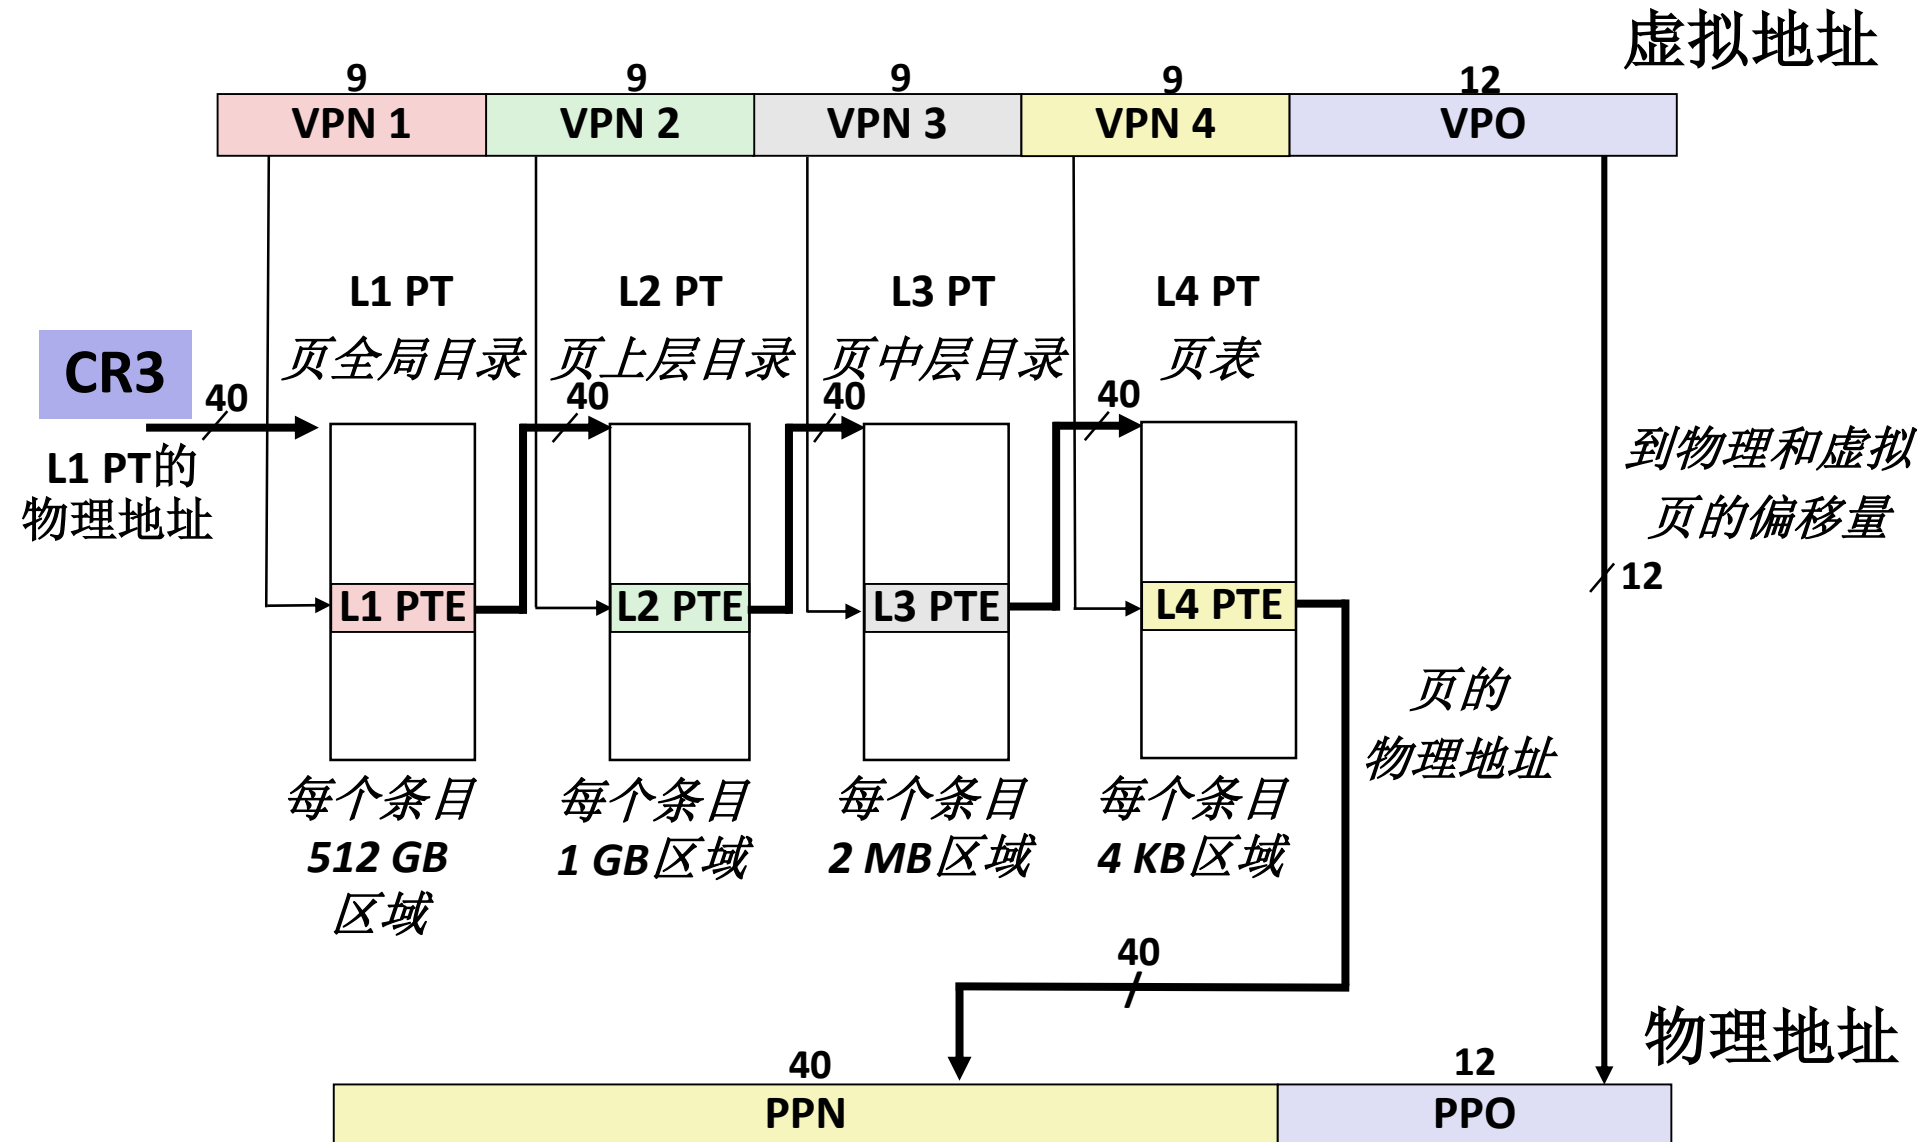 虚拟地址
9 9 9 9 12
VPN 1 VPN 2 VPN 3 VPN 4 VPO
L1 PT L2 PT L3 PT L4 PT
页全局目录 页上层目录 页中层目录 页表
CR3
40 40 40 40
L1 PT的
物理地址
到物理和虚拟
页的偏移量
12
L1 PTE L2 PTE L3 PTE L4 PTE
页的
物理地址
每个条目 每个条目 每个条目 每个条目
512 GB 1 GB区域 2 MB区域 4 KB区域
区域
40
物理地址
40 12
PPN PPO